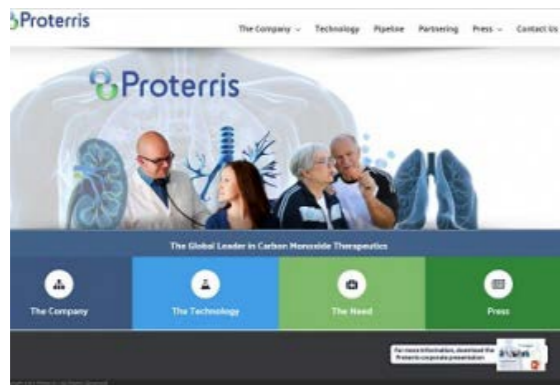 Proterris
The Company Technology Pipeline Partnering Press Contact Us
Proterris
The Global Leader in Carbon Monoxide Therapeutics
The Company The Technology The Need Press
For more information, download the
Proterris corporate presentation